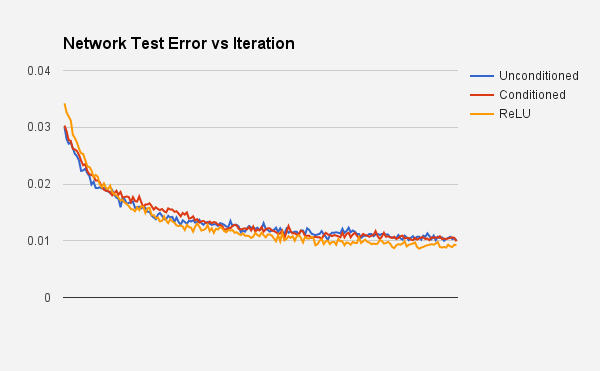 Network Test Error vs Iteration
0.04
0.03
0.02
0.01
0
Unconditioned
Conditioned
ReLU